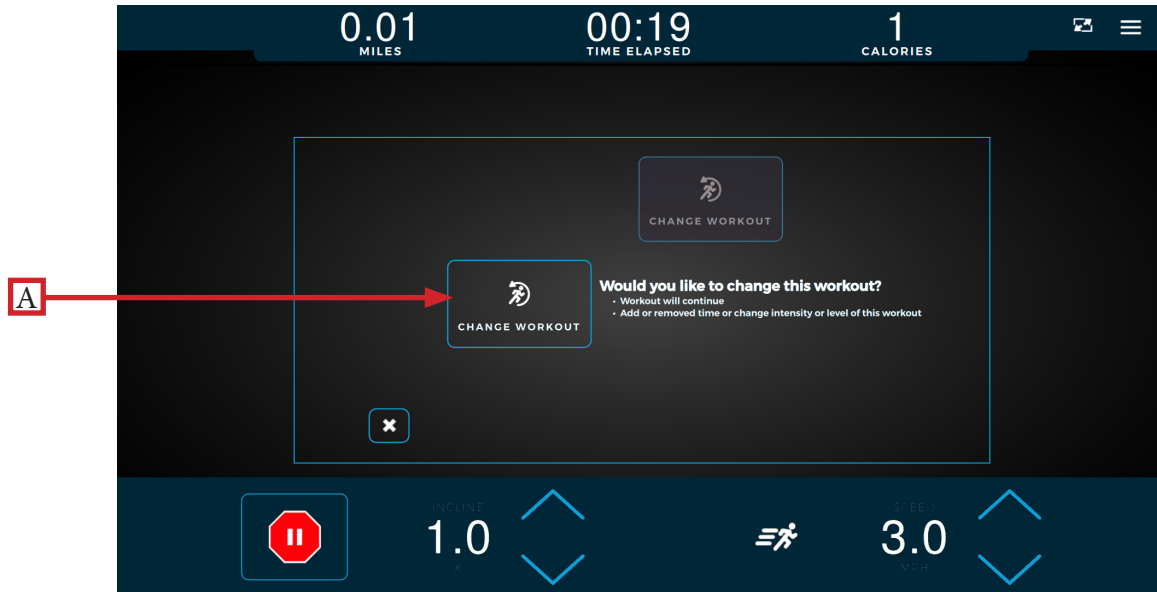 0.01
MILES
00:19
TIME ELAPSED
1
CALORIES
CHANGE WORKOUT
A
CHANGE WORKOUT
Would you like to change this workout?
• Workout will continue
• Add or removed time or change intensity or level of this workout
INCLINE
1.0
SPEED
3.0
MPH